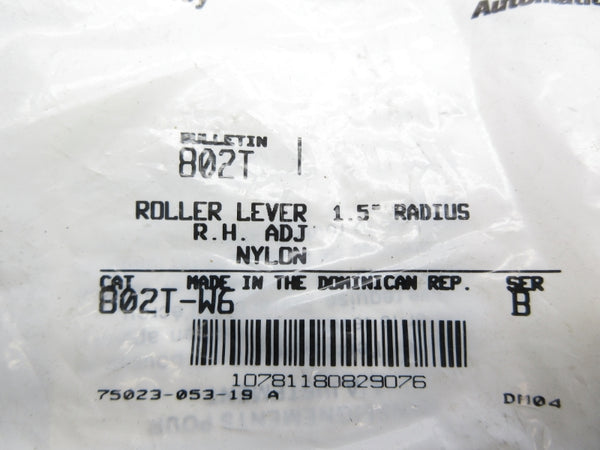 Automatio
BULLETIN
802T
ROLLER LEVER 1.5" RADIUS
R.H. ADJ
NYLON
CAT MADE IN THE DOMINICAN REP. SER
802T-W6 B
10781180829076
75023-053-19 A DM04